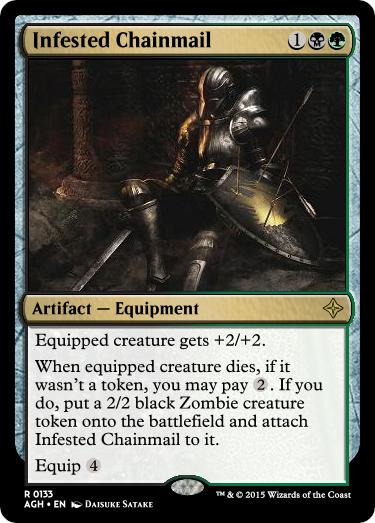 Infested Chainmail 1
Artifact — Equipment
Equipped creature gets +2/+2.
When equipped creature dies, if it
wasn't a token, you may pay 2. If you
do, put a 2/2 black Zombie creature
token onto the battlefield and attach
Infested Chainmail to it.
Equip 4
R 0133
AGH • EN Daisuke Satake
™ & © 2015 Wizards of the Coast